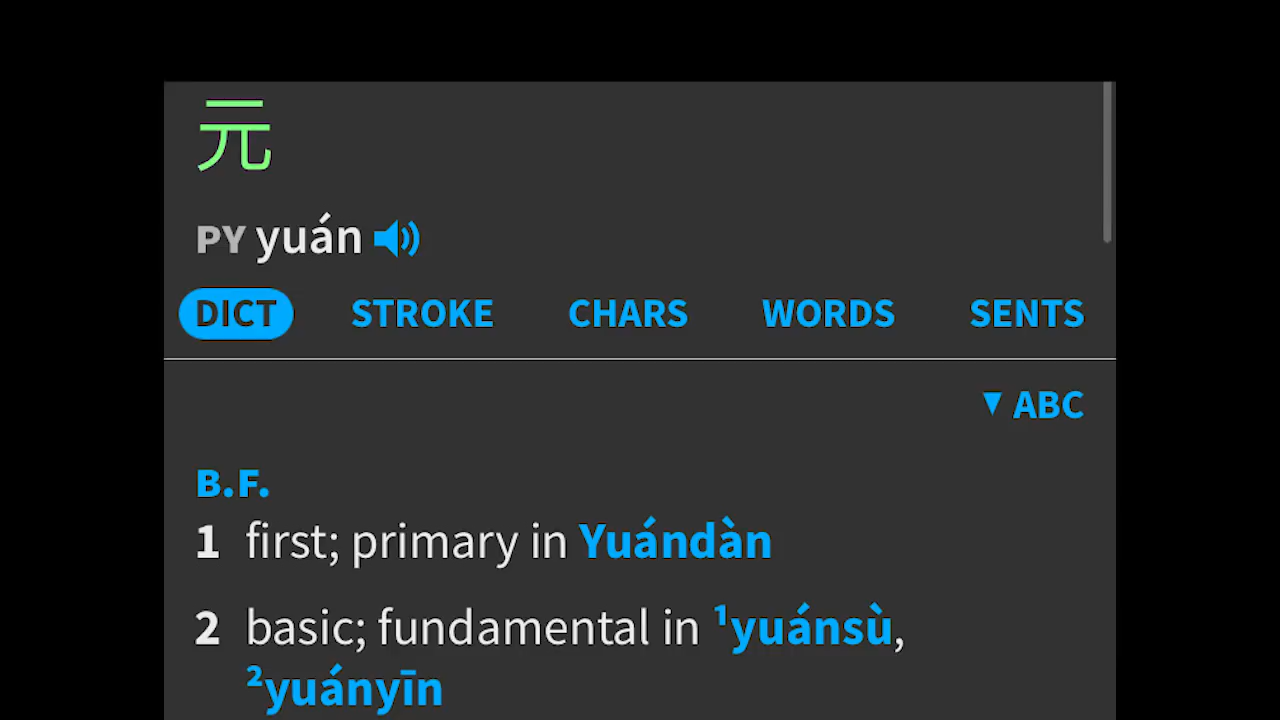 元
PY yuán
DICT STROKE CHARS WORDS SENTS
▼ ABC
B.F.
1 first; primary in Yuándàn
2 basic; fundamental in ¹yuánsù,
²yuányīn